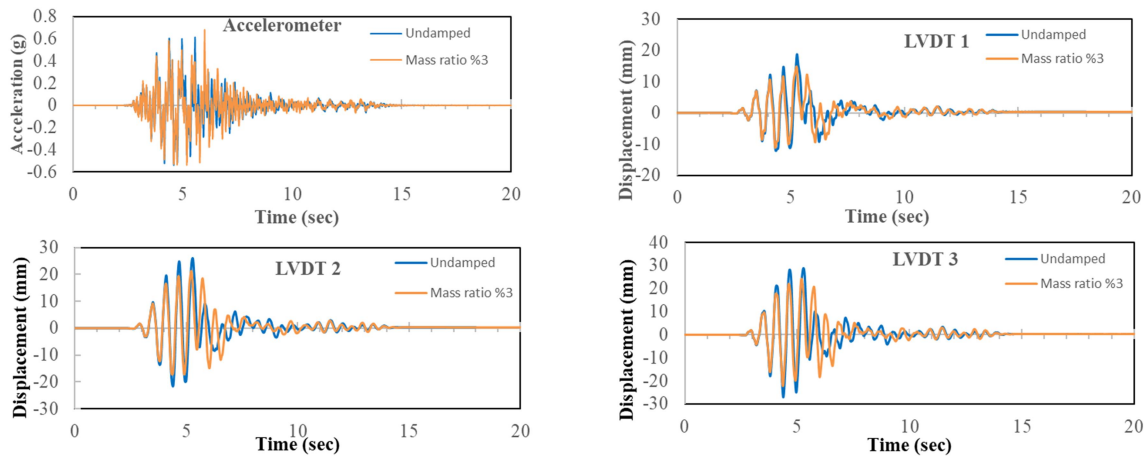 Accelerometer
Undamped
Mass ratio %3
Acceleration (g)
0.8
0.6
0.4
0.2
0
-0.2
-0.4
-0.6
0 5 10 15 20
Time (sec)
LVDT 1
Undamped
Mass ratio %3
Displacement (mm)
30
20
10
0
-10
-20
0 5 10 15 20
Time (sec)
LVDT 2
Undamped
Mass ratio %3
Displacement (mm)
30
20
10
0
-10
-20
-30
0 5 10 15 20
Time (sec)
LVDT 3
Undamped
Mass ratio %3
Displacement (mm)
40
30
20
10
0
-10
-20
-30
0 5 10 15 20
Time (sec)